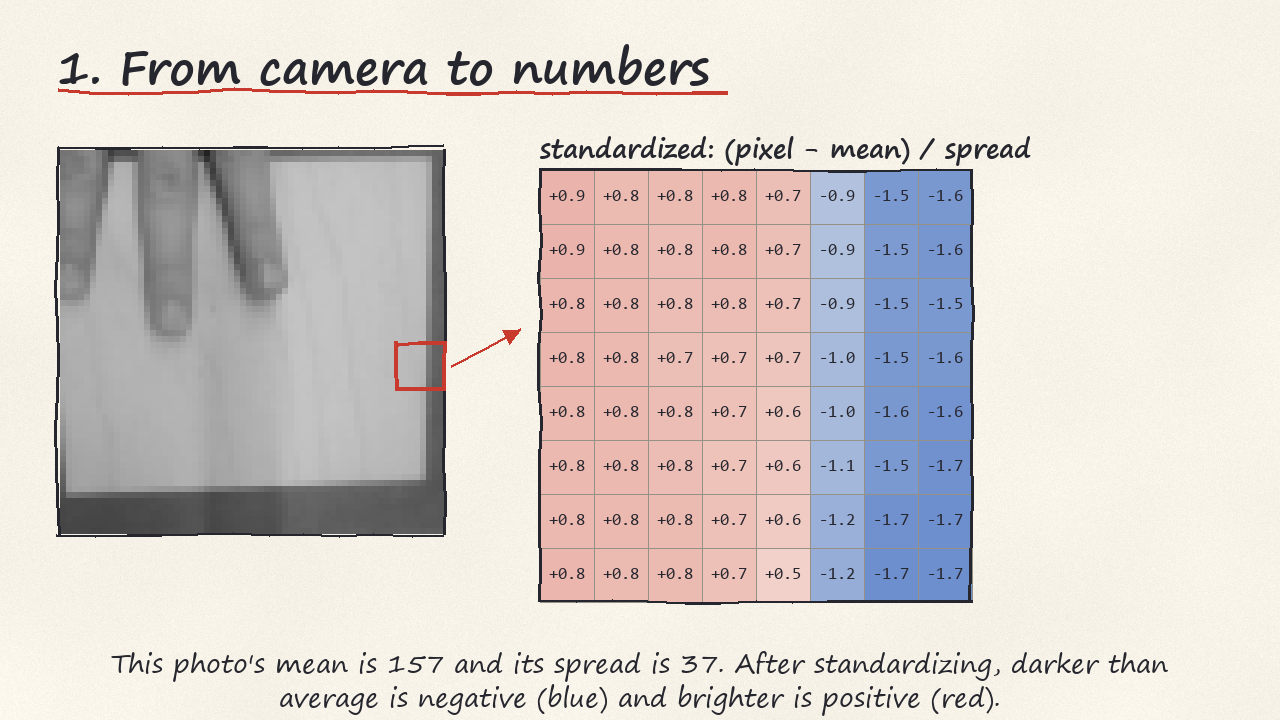 1. From camera to numbers
standardized: (pixel - mean) / spread
+0.9 +0.8 +0.8 +0.8 +0.7 -0.9 -1.5 -1.6
+0.9 +0.8 +0.8 +0.8 +0.7 -0.9 -1.5 -1.6
+0.8 +0.8 +0.8 +0.8 +0.7 -0.9 -1.5 -1.5
+0.8 +0.8 +0.7 +0.7 +0.7 -1.0 -1.5 -1.6
+0.8 +0.8 +0.8 +0.7 +0.6 -1.0 -1.6 -1.6
+0.8 +0.8 +0.8 +0.7 +0.6 -1.1 -1.5 -1.7
+0.8 +0.8 +0.8 +0.7 +0.6 -1.2 -1.7 -1.7
+0.8 +0.8 +0.8 +0.7 +0.5 -1.2 -1.7 -1.7
This photo's mean is 157 and its spread is 37. After standardizing, darker than
average is negative (blue) and brighter is positive (red).